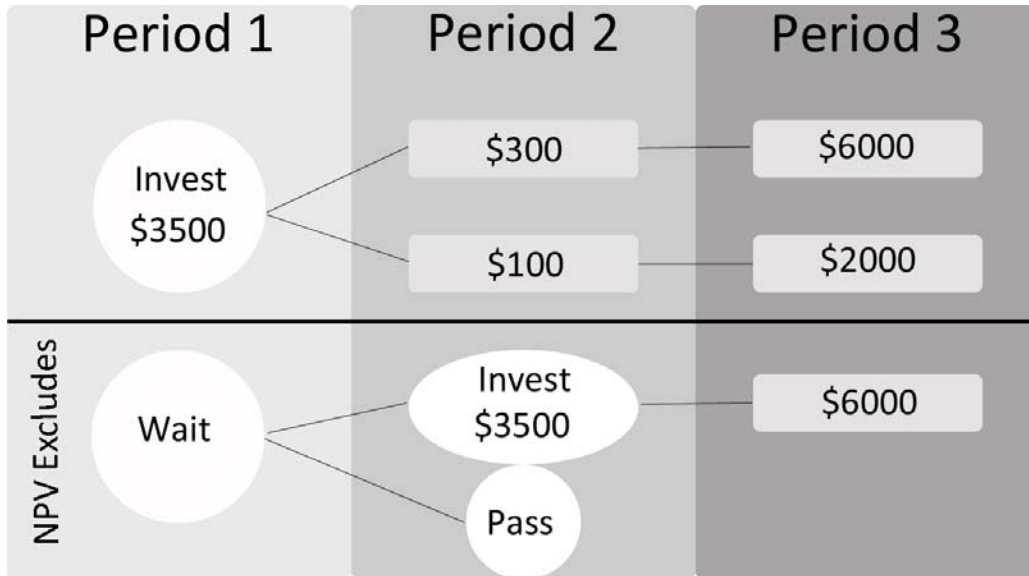 Period 1
Period 2
Period 3
Invest
$3500
$300
$6000
$100
$2000
NPV Excludes
Wait
Invest
$3500
$6000
Pass